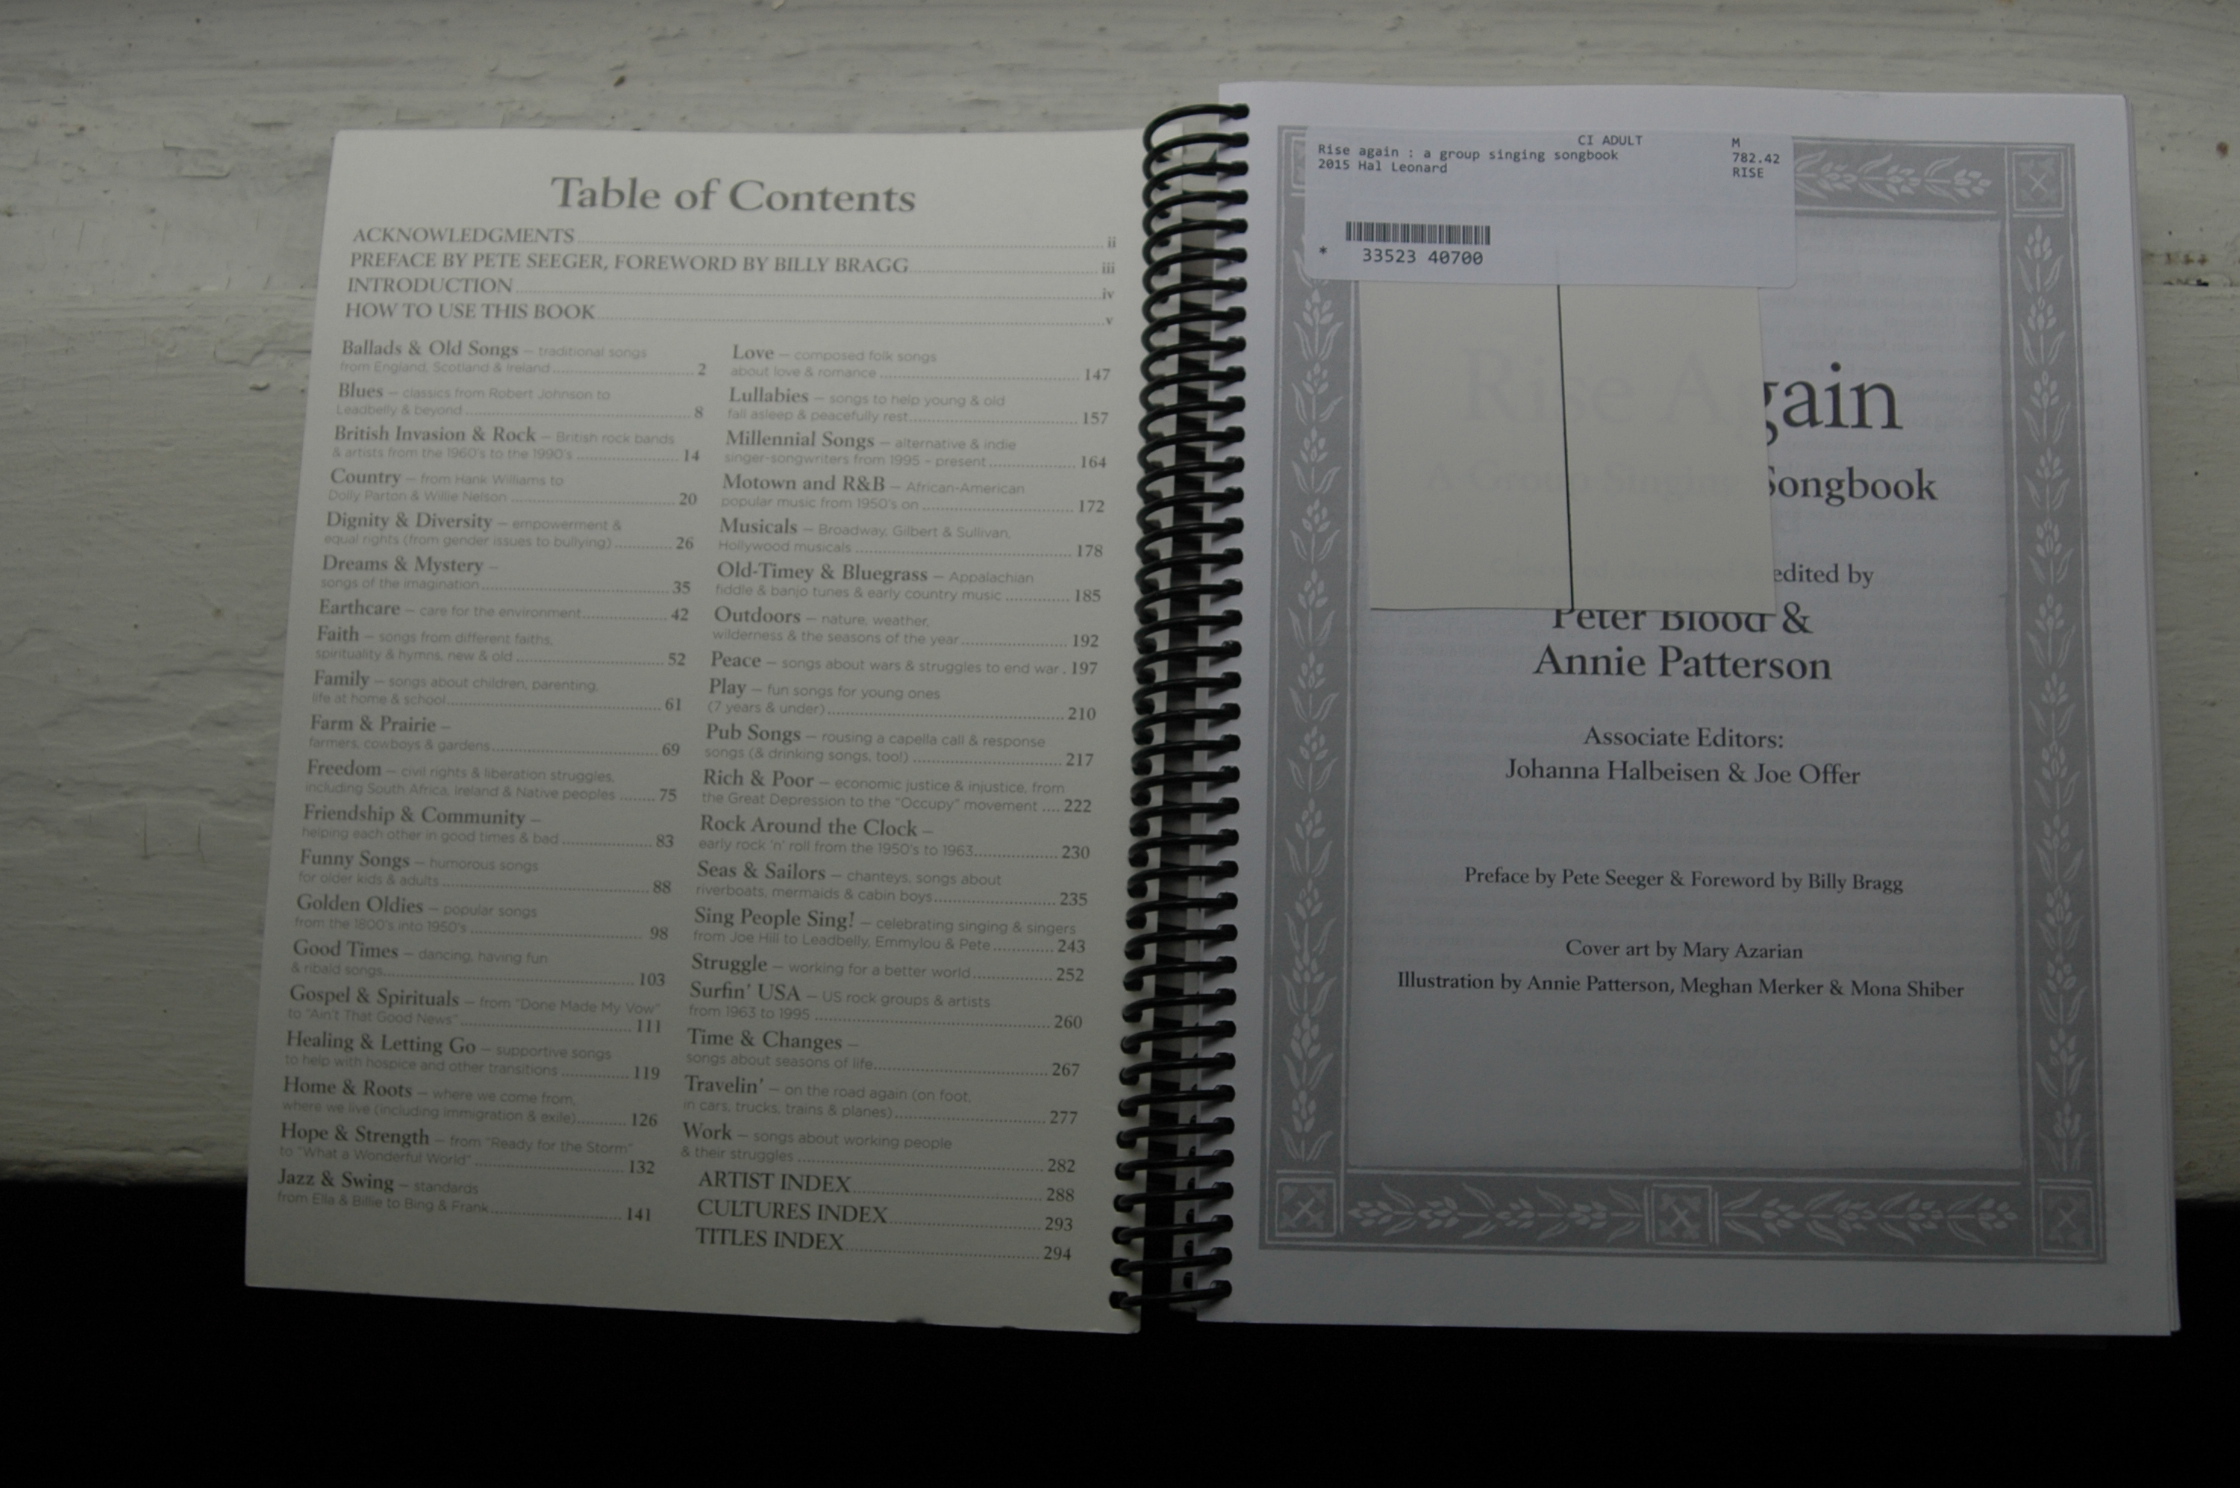 Table of Contents
ACKNOWLEDGMENTS ii
PREFACE BY PETE SEEGER, FOREWORD BY BILLY BRAGG iii
INTRODUCTION iv
HOW TO USE THIS BOOK v
Ballads & Old Songs – traditional songs
from England, Scotland & Ireland 2
Blues – classics from Robert Johnson to
Leadbelly & beyond 8
British Invasion & Rock – British rock bands
& artists from the 1960's to the 1990's 14
Country – from Hank Williams to
Dolly Parton & Willie Nelson 20
Dignity & Diversity – empowerment &
equal rights (from gender issues to bullying) 26
Dreams & Mystery –
songs of the imagination 35
Earthcare – care for the environment 42
Faith – songs from different faiths,
spirituality & hymns, new & old 52
Family – songs about children, parenting,
life at home & school 61
Farm & Prairie –
farmers, cowboys & gardens 69
Freedom – civil rights & liberation struggles,
including South Africa, Ireland & Native peoples 75
Friendship & Community –
helping each other in good times & bad 83
Funny Songs – humorous songs
for older kids & adults 88
Golden Oldies – popular songs
from the 1800's into 1950's 98
Good Times – dancing, having fun
& ribald songs 103
Gospel & Spirituals – from "Done Made My Vow"
to "Ain't That Good News" 111
Healing & Letting Go – supportive songs
to help with hospice and other transitions 119
Home & Roots – where we come from,
where we live (including immigration & exile) 126
Hope & Strength – from "Ready for the Storm"
to "What a Wonderful World" 132
Jazz & Swing – standards
from Ella & Billie to Bing & Frank 141
Love – composed folk songs
about love & romance 147
Lullabies – songs to help young & old
fall asleep & peacefully rest 157
Millennial Songs – alternative & indie
singer-songwriters from 1995 – present 164
Motown and R&B – African-American
popular music from 1950's on 172
Musicals – Broadway, Gilbert & Sullivan,
Hollywood musicals 178
Old-Timey & Bluegrass – Appalachian
fiddle & banjo tunes & early country music 185
Outdoors – nature, weather,
wilderness & the seasons of the year 192
Peace – songs about wars & struggles to end war 197
Play – fun songs for young ones
(7 years & under) 210
Pub Songs – rousing a capella call & response
songs (& drinking songs, too!) 217
Rich & Poor – economic justice & injustice, from
the Great Depression to the "Occupy" movement 222
Rock Around the Clock –
early rock 'n' roll from the 1950's to 1963 230
Seas & Sailors – chanteys, songs about
riverboats, mermaids & cabin boys 235
Sing People Sing! – celebrating singing & singers
from Joe Hill to Leadbelly, Emmylou & Pete 243
Struggle – working for a better world 252
Surfin' USA – US rock groups & artists
from 1963 to 1995 260
Time & Changes –
songs about seasons of life 267
Travelin' – on the road again (on foot,
in cars, trucks, trains & planes) 277
Work – songs about working people
& their struggles 282
ARTIST INDEX 288
CULTURES INDEX 293
TITLES INDEX 294
CI ADULT M
Rise again : a group singing songbook 782.42
2015 Hal Leonard RISE
* 33523 40700
Rise Again
A Group Singing Songbook
edited by
Peter Blood &
Annie Patterson
Associate Editors:
Johanna Halbeisen & Joe Offer
Preface by Pete Seeger & Foreword by Billy Bragg
Cover art by Mary Azarian
Illustration by Annie Patterson, Meghan Merker & Mona Shiber